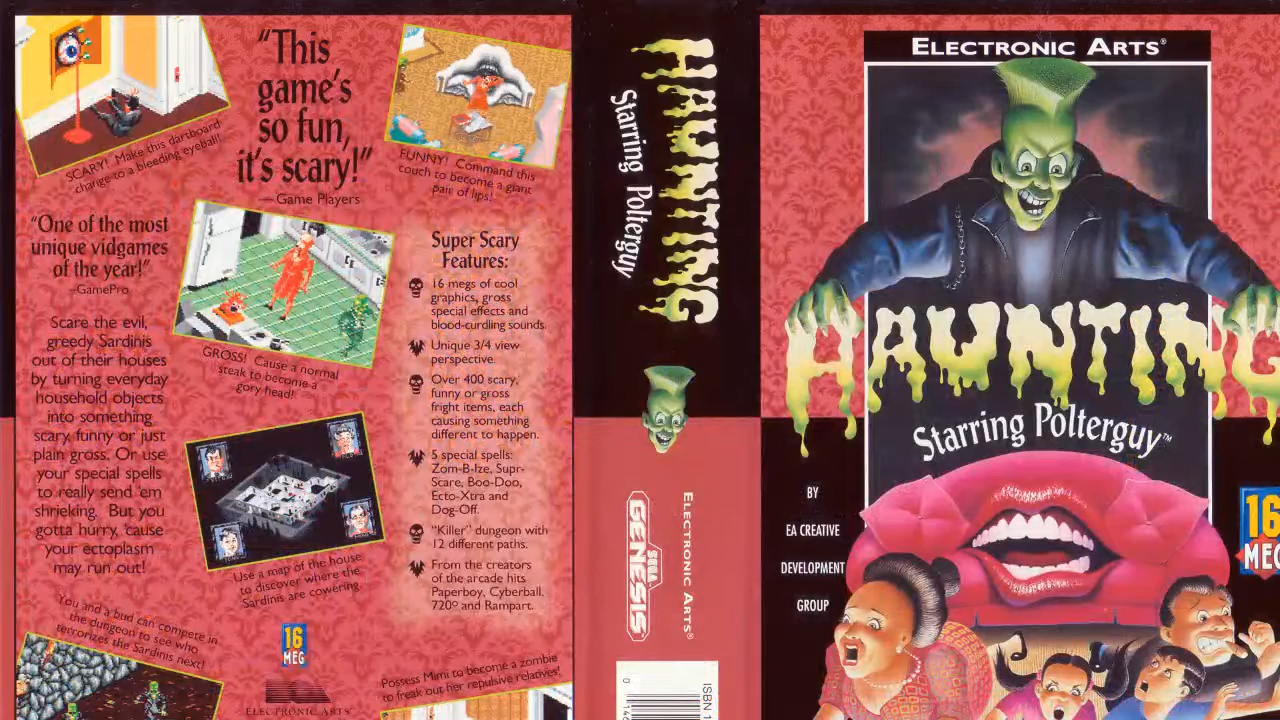 "This
game's
so fun,
it's scary!"
— Game Players
SCARY! Make this dartboard
change to a bleeding eyeball!
FUNNY! Command this
couch to become a giant
pair of lips!
"One of the most
unique vidgames
of the year!"
–GamePro
Scare the evil,
greedy Sardinis
out of their houses
by turning everyday
household objects
into something
scary, funny or just
plain gross. Or use
your special spells
to really send 'em
shrieking. But you
gotta hurry, 'cause
your ectoplasm
may run out!
GROSS! Cause a normal
steak to become a
gory head!
Use a map of the house
to discover where the
Sardinis are cowering.
Super Scary
Features:
16 megs of cool
graphics, gross
special effects and
blood-curdling sounds.
Unique 3/4 view
perspective.
Over 400 scary,
funny or gross
fright items, each
causing something
different to happen.
5 special spells:
Zom-B-Ize, Supr-
Scare, Boo-Doo,
Ecto-Xtra and
Dog-Off.
"Killer" dungeon with
12 different paths.
From the creators
of the arcade hits
Paperboy, Cyberball,
720º and Rampart.
You and a bud can compete in
the dungeon to see who
terrorizes the Sardinis next!
16
MEG
ELECTRONIC ARTS®
Possess Mimi to become a zombie
to freak out her repulsive relatives!
HAUNTING
Starring Polterguy
SEGA
GENESIS
ELECTRONIC ARTS®
ISBN 1
ELECTRONIC ARTS®
HAUNTING
Starring Polterguy™
BY
EA CREATIVE
DEVELOPMENT
GROUP
16
MEG